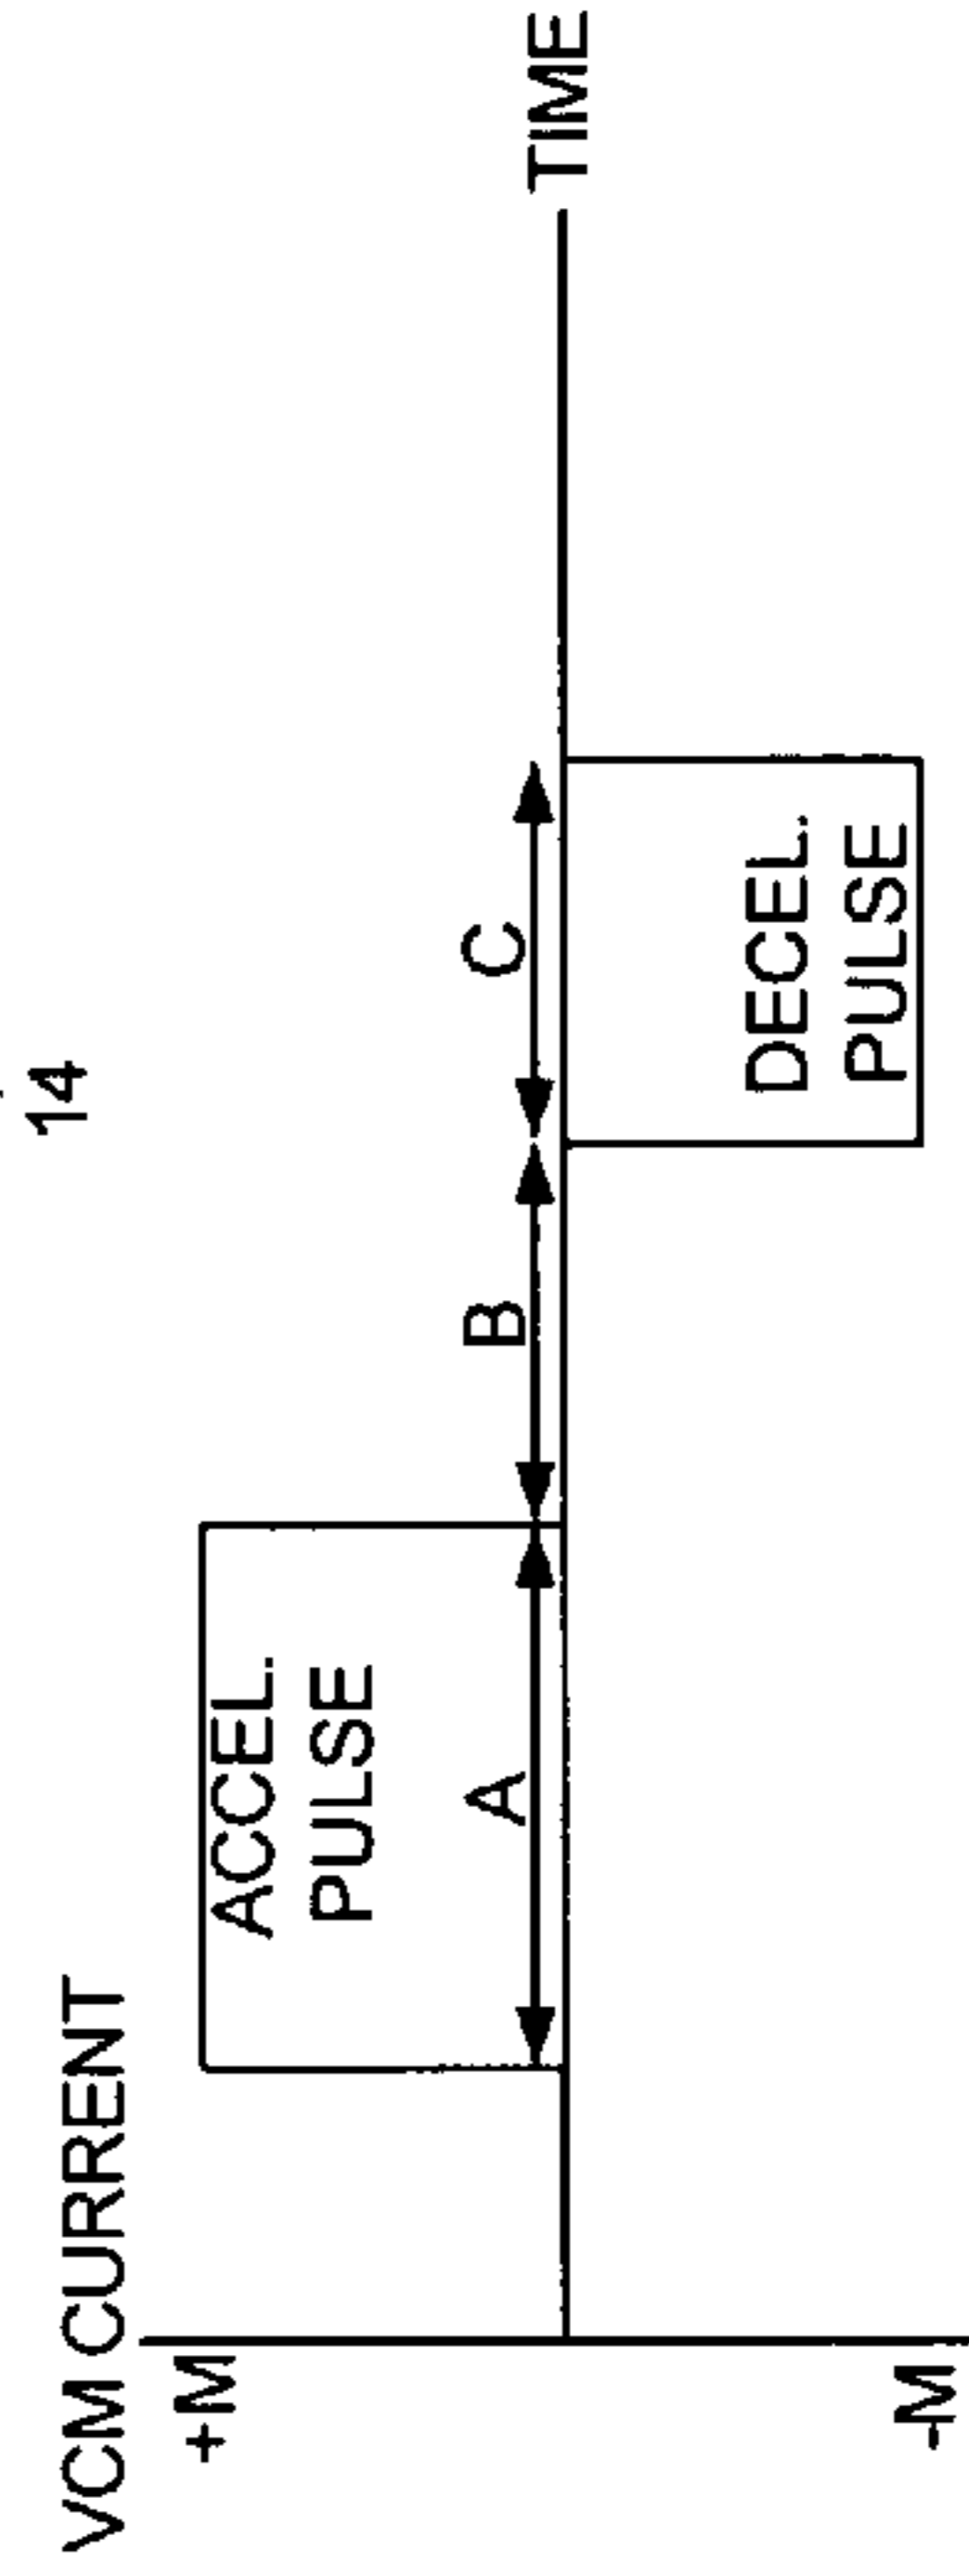 14
VCM CURRENT
+M
ACCEL.
PULSE
A
B
C
TIME
DECEL.
PULSE
-M